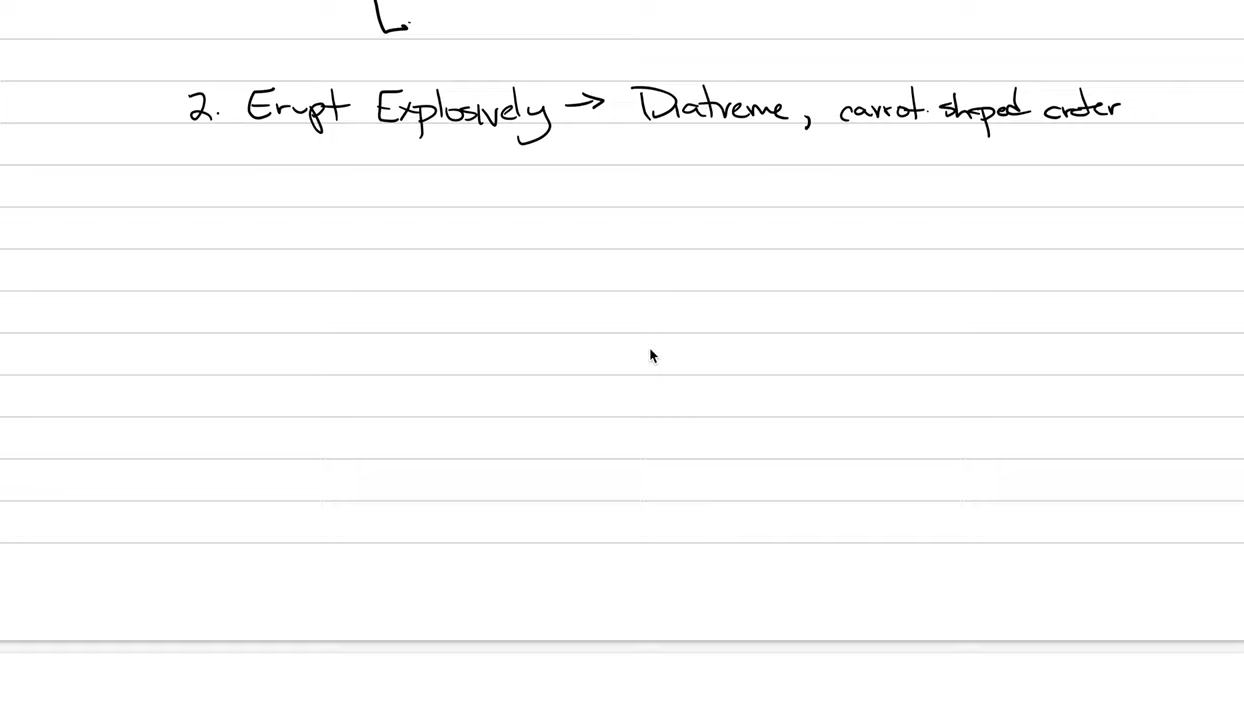 2. Erupt Explosively → Diatreme, carrot-shaped crater